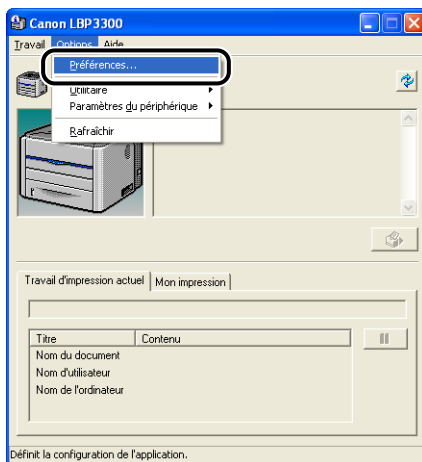 Canon LBP3300
Travail Options Aide
Préférences...
Utilitaire
Paramètres du périphérique
Rafraîchir
Travail d'impression actuel Mon impression
Titre Contenu
Nom du document
Nom d'utilisateur
Nom de l'ordinateur
Définit la configuration de l'application.